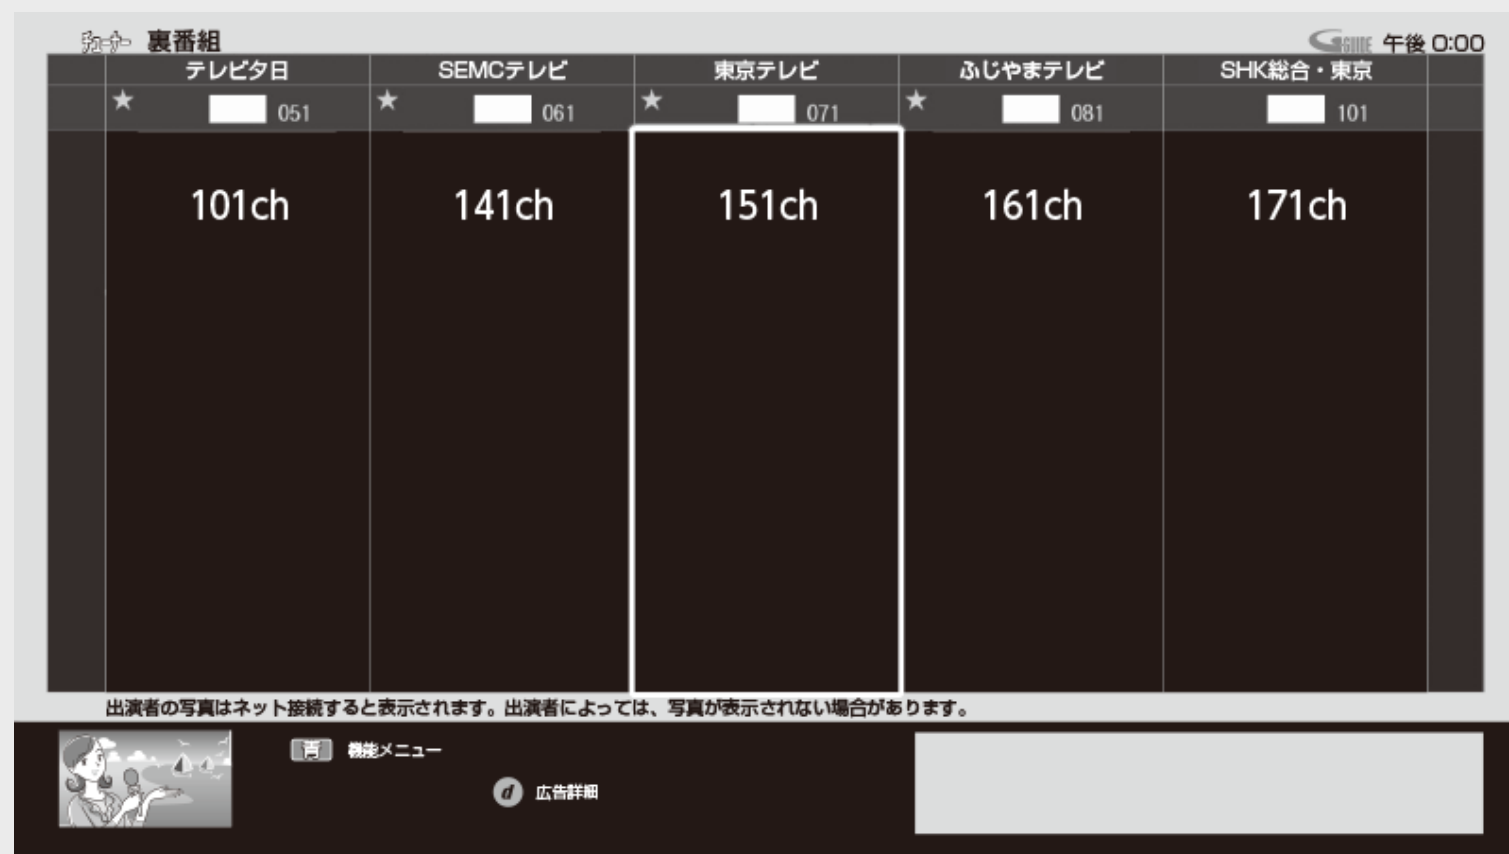 チューナー 裏番組 G-GUIDE 午後 0:00
テレビ夕日 SEMCテレビ 東京テレビ ふじやまテレビ SHK総合・東京
★ 051 ★ 061 ★ 071 ★ 081 101
101ch 141ch 151ch 161ch 171ch
出演者の写真はネット接続すると表示されます。出演者によっては、写真が表示されない場合があります。
青 機能メニュー
d 広告詳細